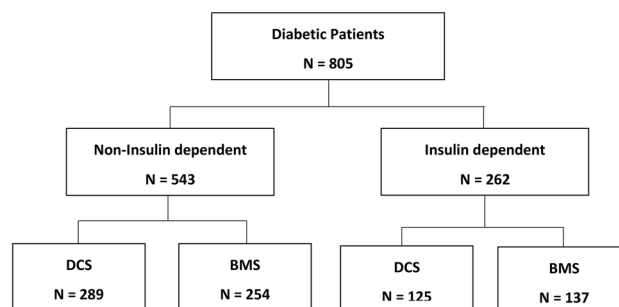 Diabetic Patients
N = 805
Non-Insulin dependent
N = 543
Insulin dependent
N = 262
DCS
N = 289
BMS
N = 254
DCS
N = 125
BMS
N = 137